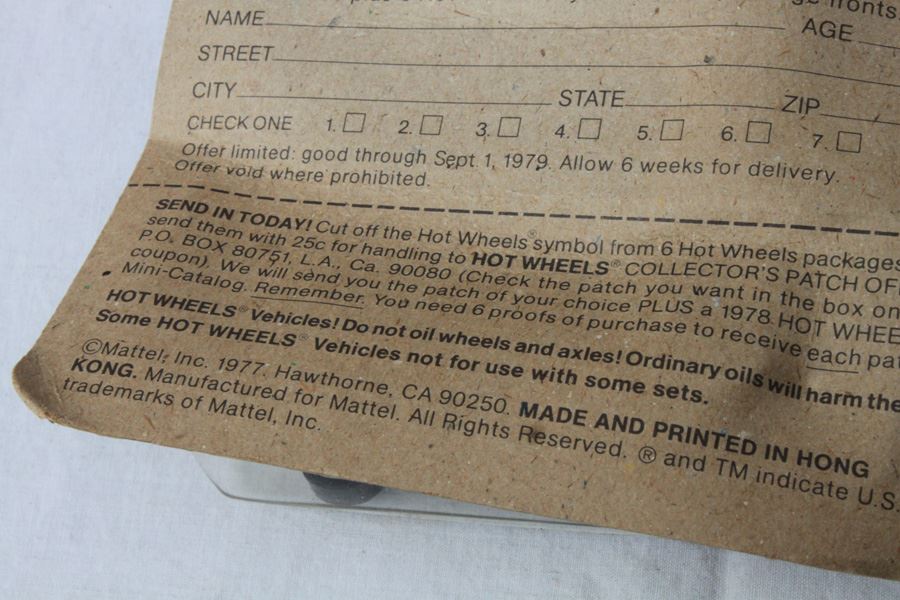 NAME AGE
STREET
CITY STATE ZIP
CHECK ONE 1. 2. 3. 4. 5. 6. 7.
Offer limited: good through Sept 1, 1979. Allow 6 weeks for delivery.
Offer void where prohibited.
SEND IN TODAY! Cut off the Hot Wheels® symbol from 6 Hot Wheels packages
send them with 25c for handling to HOT WHEELS® COLLECTOR'S PATCH
P.O. BOX 80751, L.A., Ca. 90080 (Check the patch you want in the box on
coupon). We will send you the patch of your choice PLUS a 1978 HOT
Mini-Catalog. Remember. You need 6 proofs of purchase to receive each
HOT WHEELS® Vehicles! Do not oil wheels and axles! Ordinary oils will harm
Some HOT WHEELS® Vehicles not for use with some sets.
©Mattel, Inc. 1977. Hawthorne, CA 90250. MADE AND PRINTED IN HONG
KONG. Manufactured for Mattel. All Rights Reserved. ® and TM indicate U.S.
trademarks of Mattel, Inc.